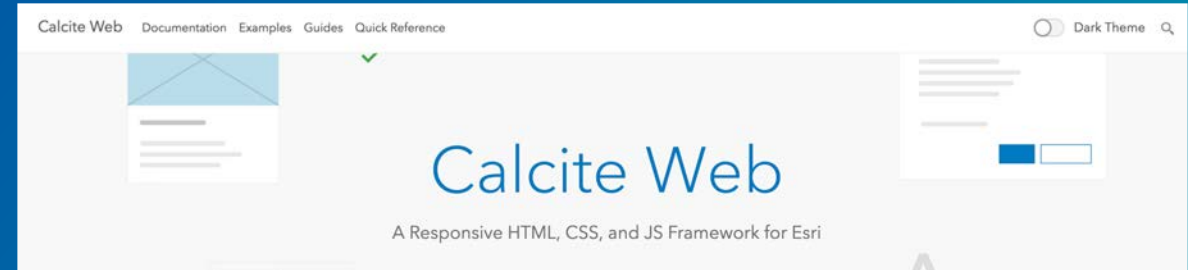 Calcite Web Documentation Examples Guides Quick Reference Dark Theme
Calcite Web
A Responsive HTML, CSS, and JS Framework for Esri
A